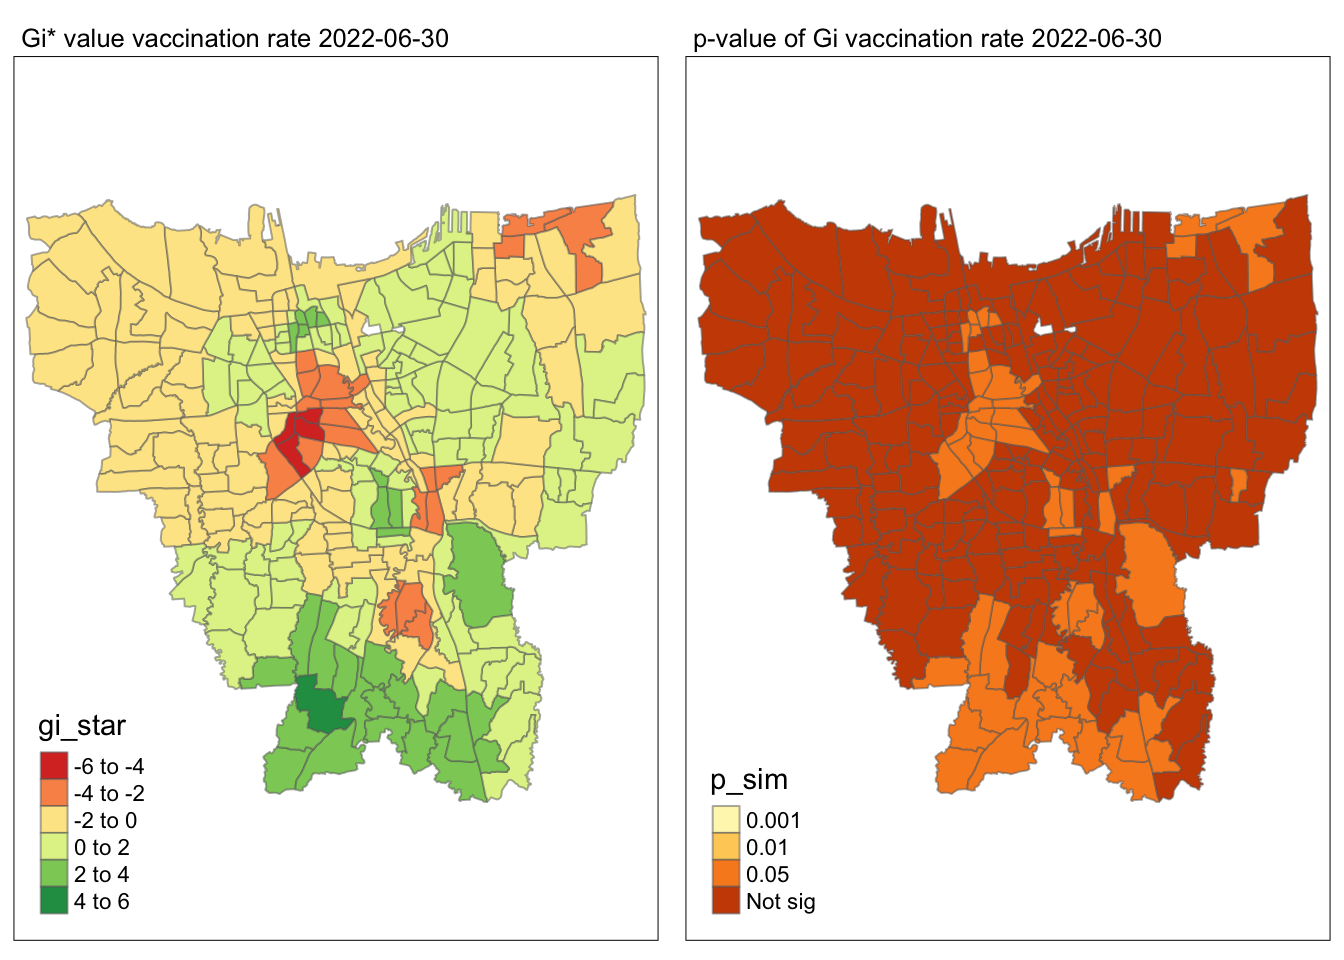 Gi* value vaccination rate 2022-06-30
gi_star
-6 to -4
-4 to -2
-2 to 0
0 to 2
2 to 4
4 to 6
p-value of Gi vaccination rate 2022-06-30
p_sim
0.001
0.01
0.05
Not sig